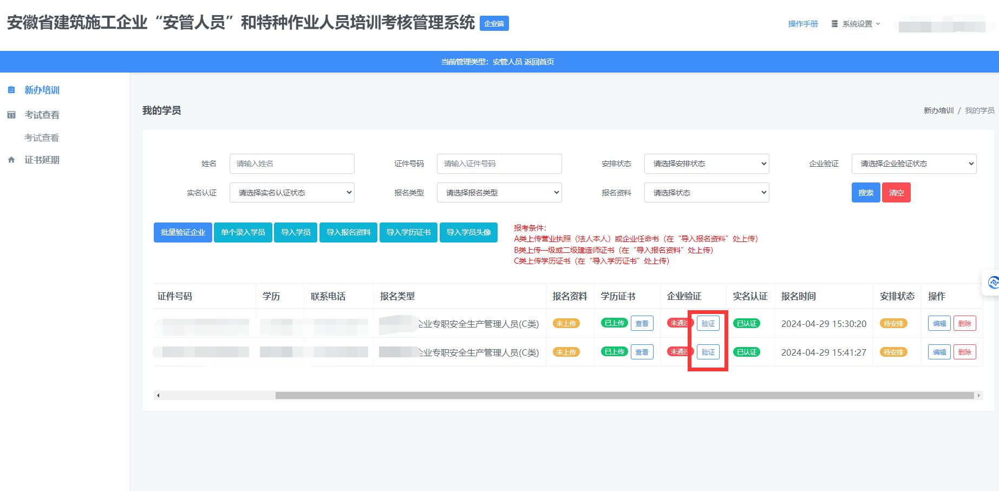 安徽省建筑施工企业“安管人员”和特种作业人员培训考核管理系统 企业端
操作手册 系统设置
当前管理类型：安管人员 返回首页
新办培训
考试查看
考试查看
证书延期
我的学员
新办培训 / 我的学员
姓名 请输入姓名 证件号码 请输入证件号码 安排状态 请选择安排状态 企业验证 请选择企业验证状态
实名认证 请选择实名认证状态 报名类型 请选择报名类型 报名资料 请选择状态 搜索 清空
批量验证企业 单个录入学员 导入学员 导入报名资料 导入学历证书 导入学员头像
报考条件：
A类上传营业执照（法人本人）或企业任命书（在“导入报名资料”处上传）
B类上传一级或二级建造师证书（在“导入报名资料”处上传）
C类上传学历证书（在“导入学历证书”处上传）
证件号码 学历 联系电话 报名类型 报名资料 学历证书 企业验证 实名认证 报名时间 安排状态 操作
企业专职安全生产管理人员(C类) 未上传 已上传 查看 未通过 验证 已认证 2024-04-29 15:30:20 待安排 编辑 删除
企业专职安全生产管理人员(C类) 未上传 已上传 查看 未通过 验证 已认证 2024-04-29 15:41:27 待安排 编辑 删除